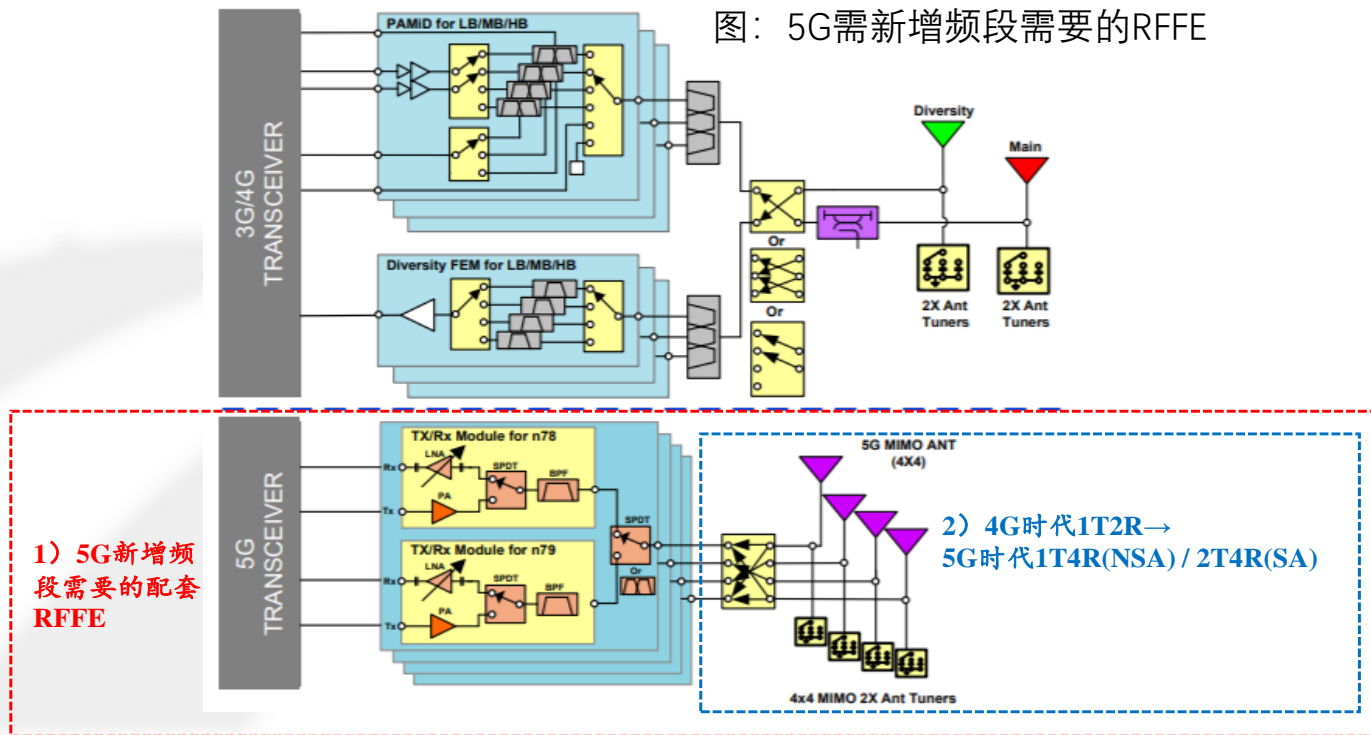 图：5G需新增频段需要的RFFE
PAMiD for LB/MB/HB
3G/4G
TRANSCEIVER
Diversity
Main
Or
Or
2X Ant
Tuners
2X Ant
Tuners
Diversity FEM for LB/MB/HB
1）5G新增频
段需要的配套
RFFE
5G
TRANSCEIVER
TX/Rx Module for n78
LNA
Rx
SPDT
BPF
PA
Tx
TX/Rx Module for n79
LNA
Rx
SPDT
BPF
PA
Tx
SPDT
Or
5G MIMO ANT
(4X4)
2）4G时代1T2R→
5G时代1T4R(NSA) / 2T4R(SA)
4x4 MIMO 2X Ant Tuners